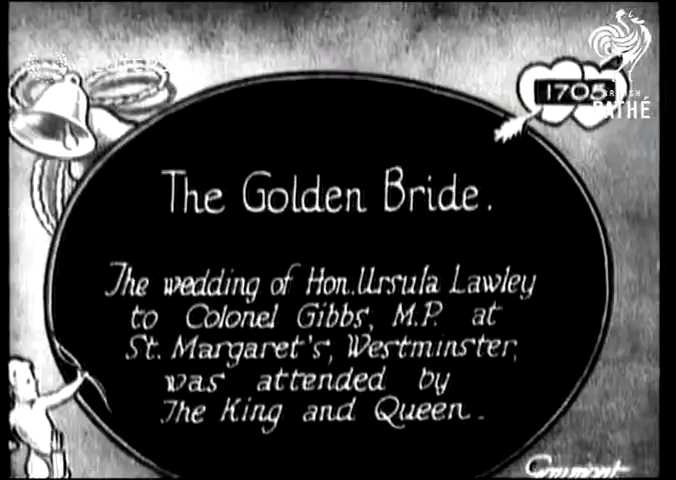 1705
BRITISH
PATHÉ
The Golden Bride.
The wedding of Hon. Ursula Lawley
to Colonel Gibbs, M.P. at
St. Margaret's, Westminster,
was attended by
The King and Queen.
Gaumont